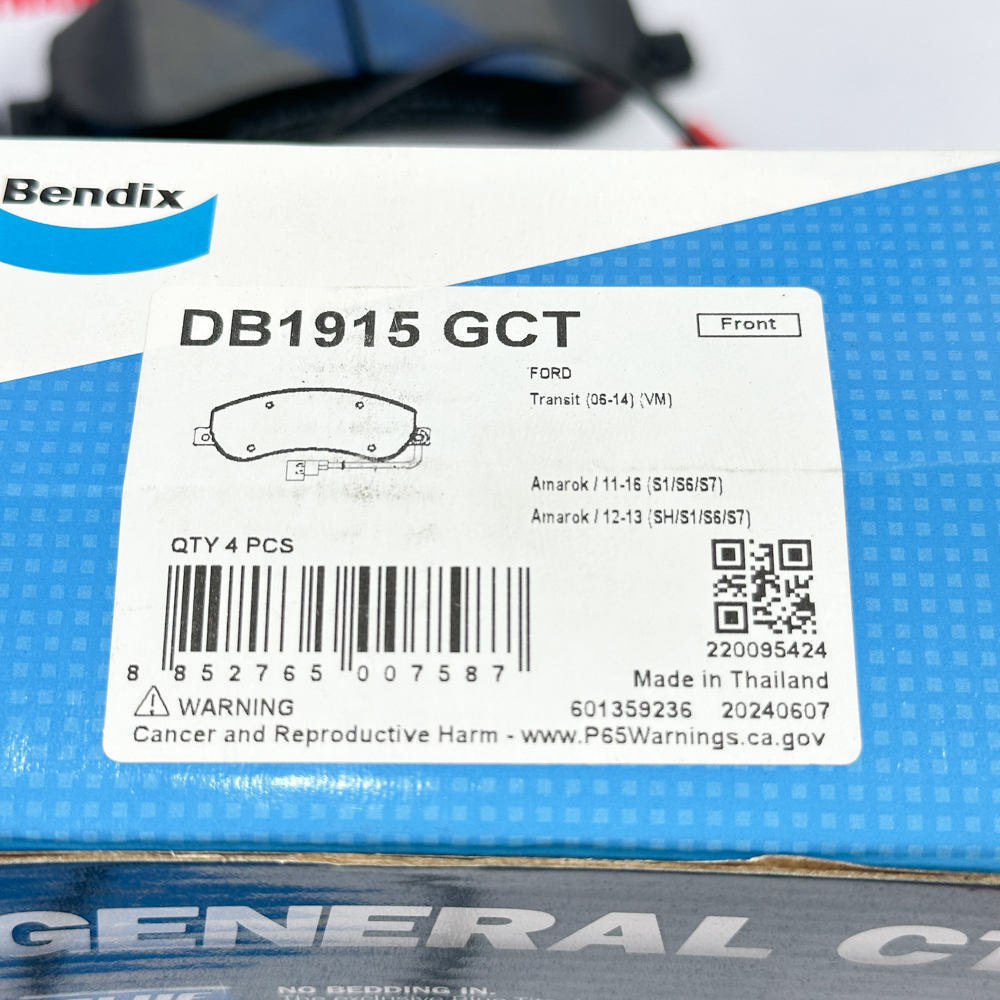 Bendix
DB1915 GCT
Front
FORD
Transit (06-14) (VM)
Amarok / 11-16 (S1/S6/S7)
Amarok / 12-13 (SH/S1/S6/S7)
QTY 4 PCS
8 852765 007587
220095424
Made in Thailand
WARNING
601359236 20240607
Cancer and Reproductive Harm - www.P65Warnings.ca.gov
GENERAL
NO BEDDING IN.